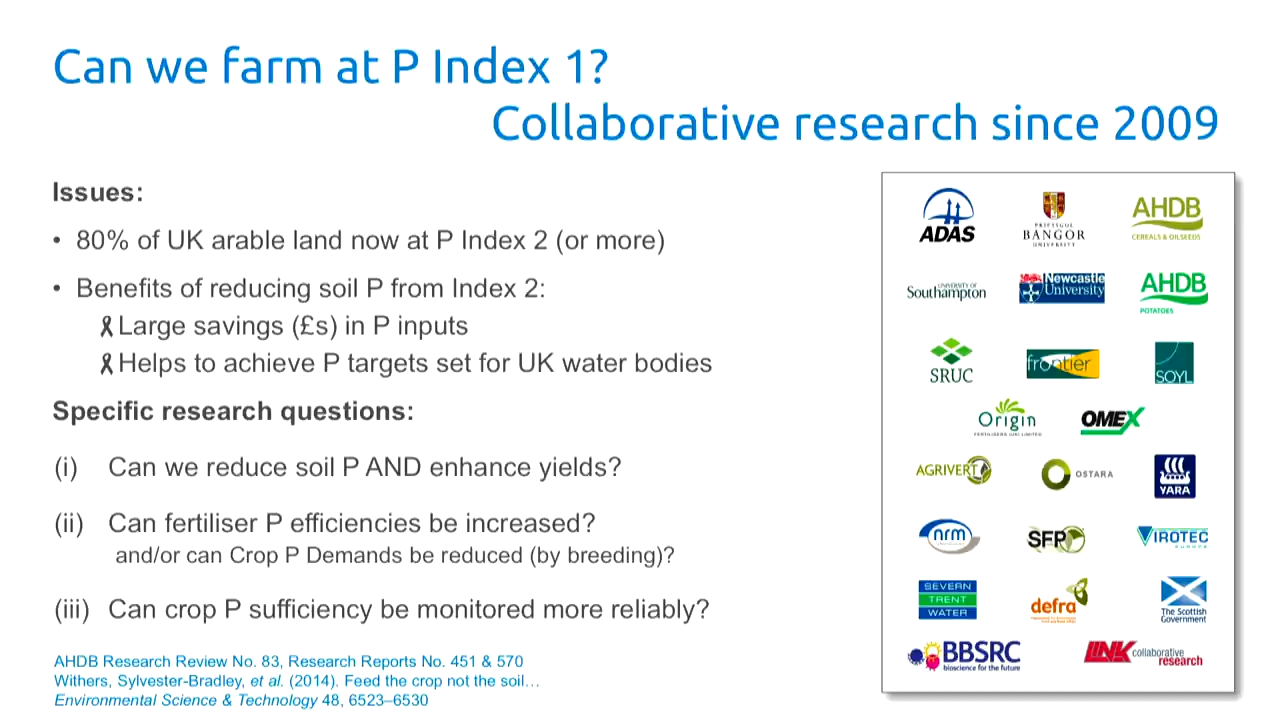 Can we farm at P Index 1?
Collaborative research since 2009
Issues:
• 80% of UK arable land now at P Index 2 (or more)
• Benefits of reducing soil P from Index 2:
Large savings (£s) in P inputs
Helps to achieve P targets set for UK water bodies
Specific research questions:
(i) Can we reduce soil P AND enhance yields?
(ii) Can fertiliser P efficiencies be increased?
and/or can Crop P Demands be reduced (by breeding)?
(iii) Can crop P sufficiency be monitored more reliably?
AHDB Research Review No. 83, Research Reports No. 451 & 570
Withers, Sylvester-Bradley, et al. (2014). Feed the crop not the soil…
Environmental Science & Technology 48, 6523–6530
ADAS
PRIFYSGOL
BANGOR
UNIVERSITY
AHDB
CEREALS & OILSEEDS
UNIVERSITY OF
Southampton
Newcastle
University
AHDB
POTATOES
SRUC
frontier
SOYL
Origin
OMEX
AGRIVERT
OSTARA
YARA
nrm
SFP
VIROTEC
EUROPE
SEVERN
TRENT
WATER
defra
The Scottish
Government
BBSRC
bioscience for the future
LINK collaborative
research